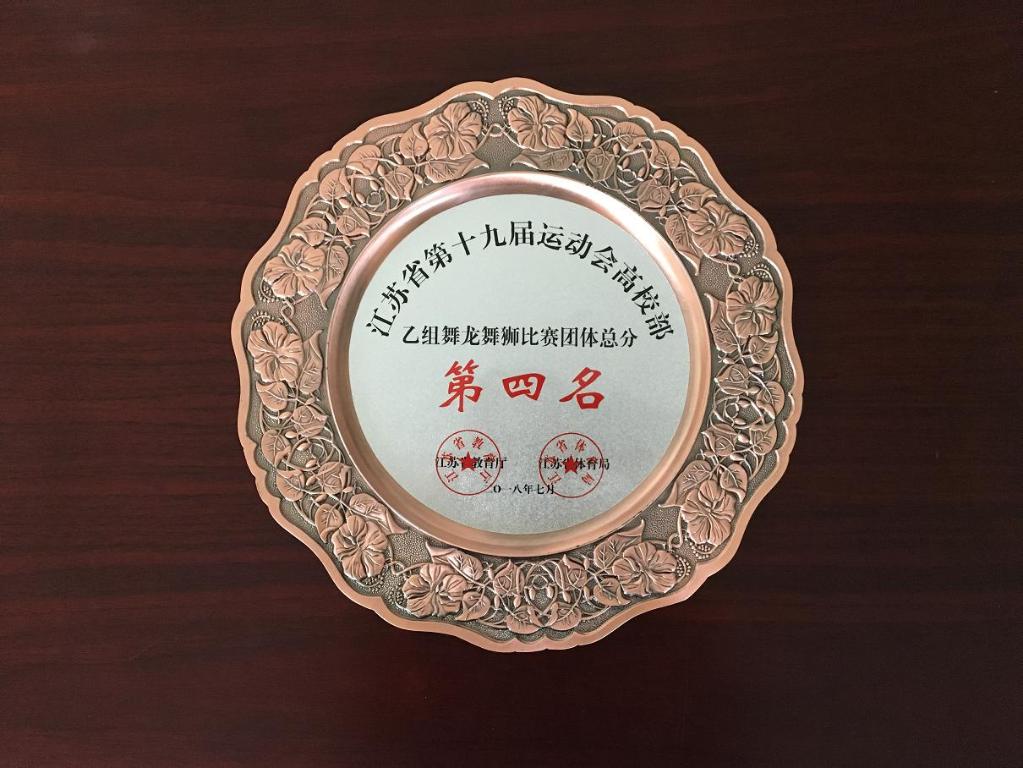 江苏省第十九届运动会高校部
乙组舞龙舞狮比赛团体总分
第四名
江苏省教育厅 江苏省体育局
二〇一八年七月